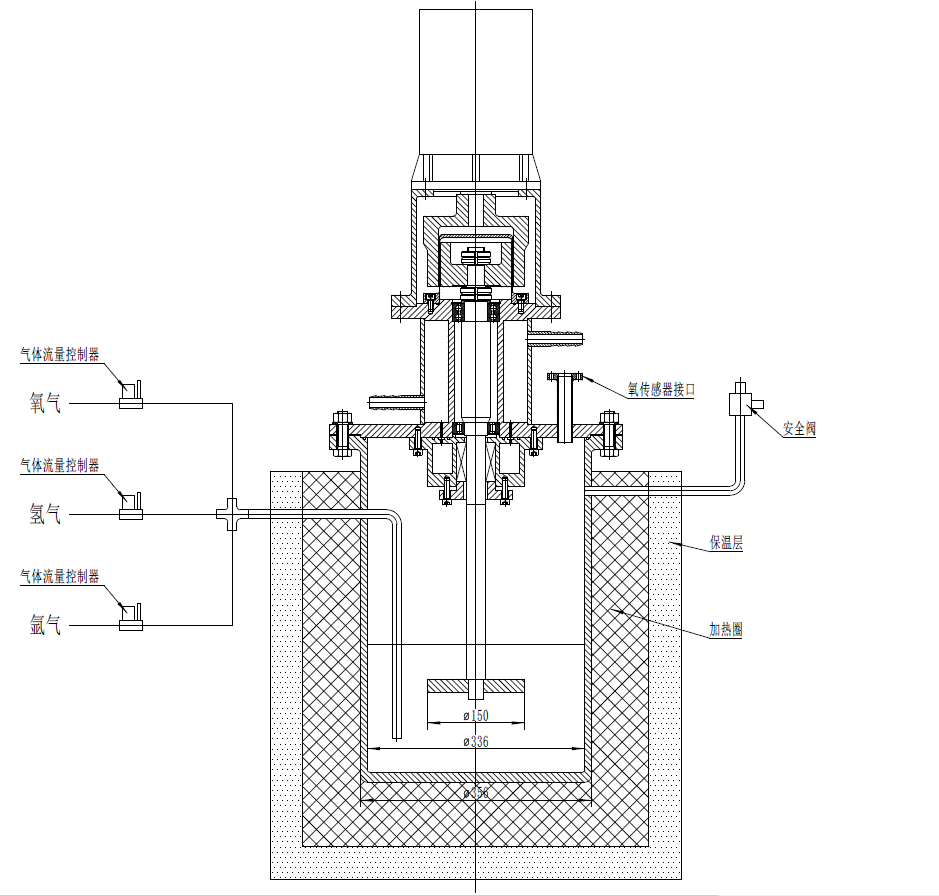 气体流量控制器
氧气
氧传感器接口
安全阀
气体流量控制器
氢气
保温层
气体流量控制器
氩气
加热圈
ø150
ø336
ø356